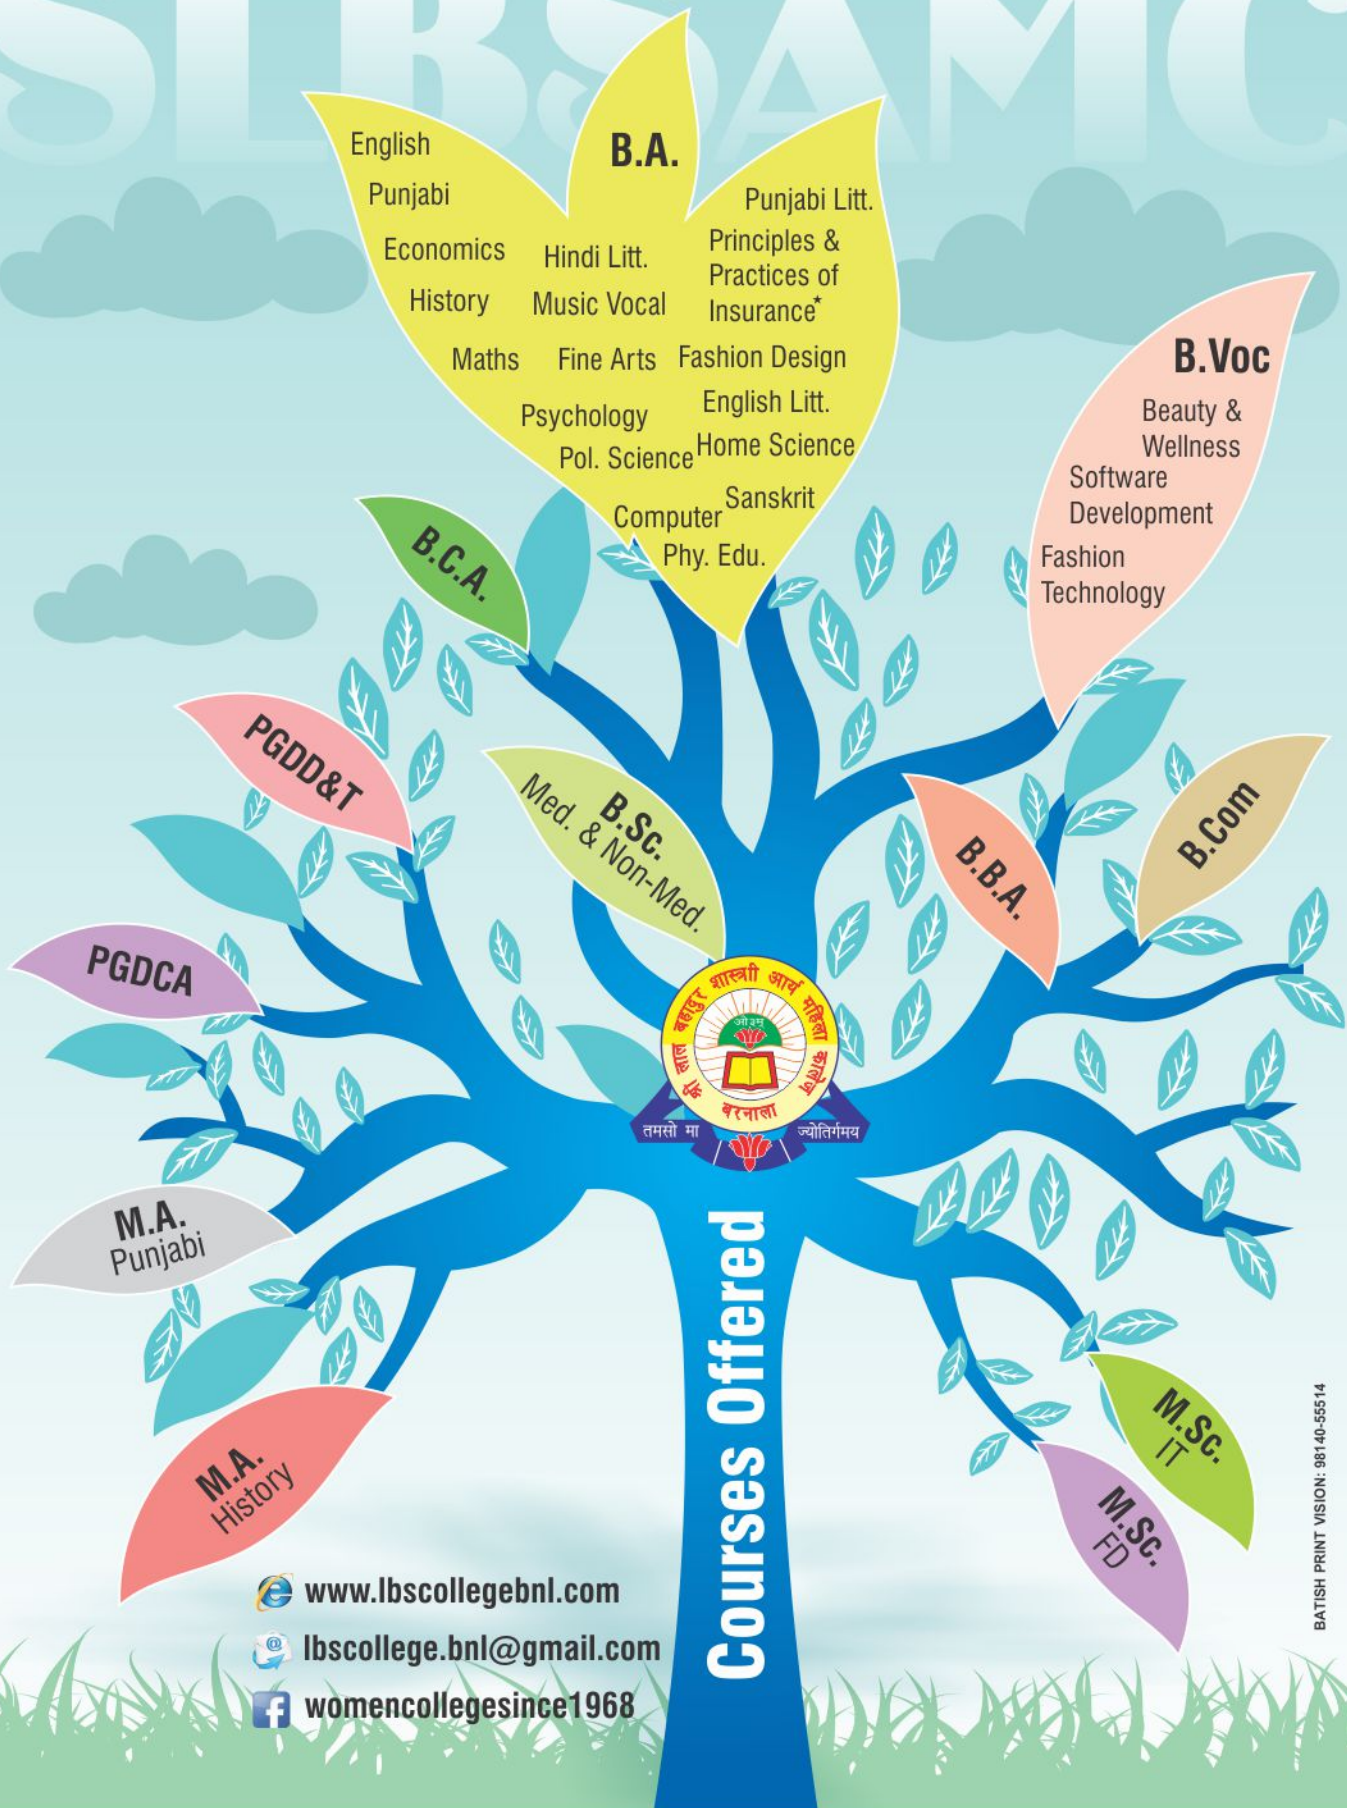 SLBSAMC
B.A.
English
Punjabi
Economics
History
Maths
Hindi Litt.
Music Vocal
Fine Arts
Psychology
Pol. Science
Computer
Phy. Edu.
Punjabi Litt.
Principles &
Practices of
Insurance*
Fashion Design
English Litt.
Home Science
Sanskrit
B.Voc
Beauty &
Wellness
Software
Development
Fashion
Technology
B.C.A.
PGDD&T
B.Sc.
Med. & Non-Med.
B.B.A.
B.Com
PGDCA
श्री लाल बहादुर शास्त्री आर्य महिला कालेज
ओ३म्
बरनाला
तमसो मा ज्योतिर्गमय
M.A.
Punjabi
M.A.
History
M.Sc.
IT
M.Sc.
FD
Courses Offered
www.lbscollegebnl.com
lbscollege.bnl@gmail.com
womencollegesince1968
BATISH PRINT VISION: 98140-55514